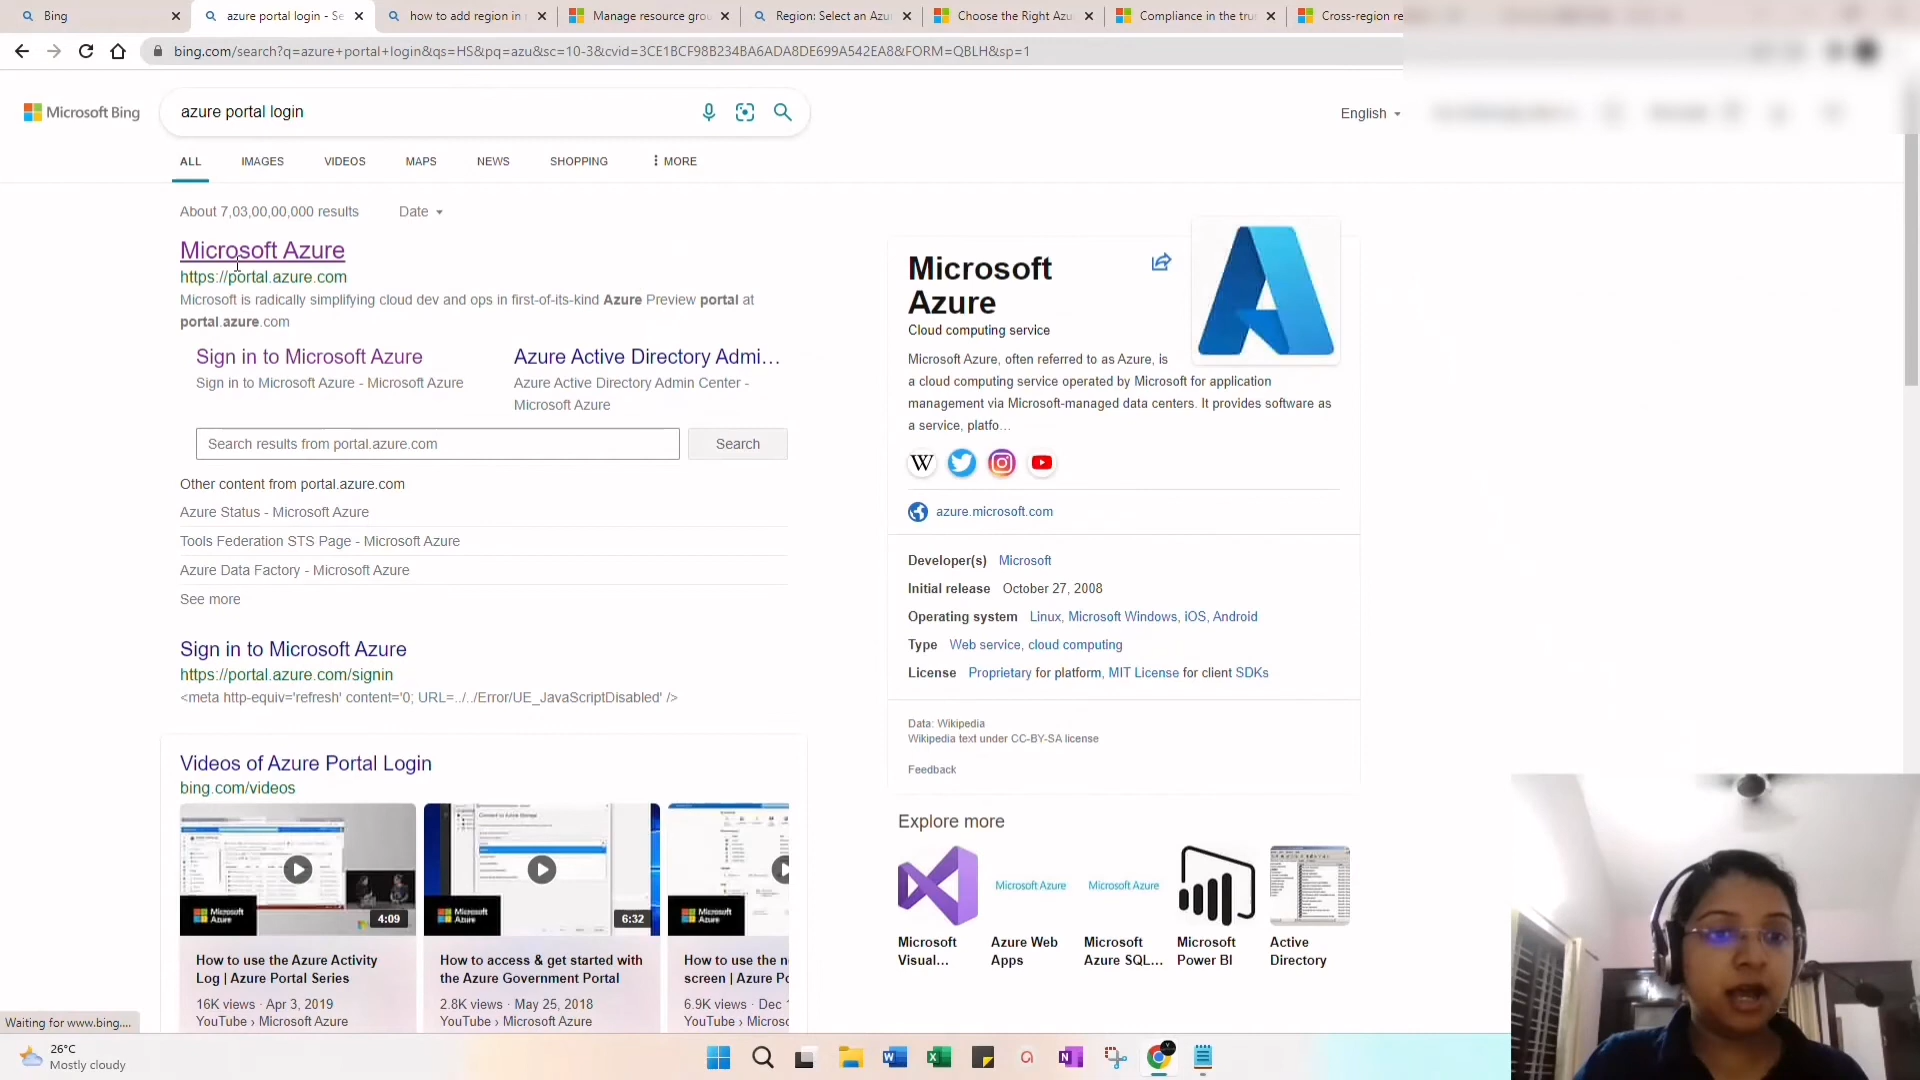 Bing
azure portal login - Se
how to add region in
Manage resource gro
Region: Select an Azu
Choose the Right Azu
Compliance in the tru
Cross-region re
bing.com/search?q=azure+portal+login&qs=HS&pq=azu&sc=10-3&cvid=3CE1BCF98B234BA6ADA8DE699A542EA8&FORM=QBLH&sp=1
Microsoft Bing
azure portal login
English
ALL
IMAGES
VIDEOS
MAPS
NEWS
SHOPPING
MORE
About 7,03,00,00,000 results
Date
Microsoft Azure
https://portal.azure.com
Microsoft is radically simplifying cloud dev and ops in first-of-its-kind Azure Preview portal at
portal.azure.com
Sign in to Microsoft Azure
Sign in to Microsoft Azure - Microsoft Azure
Azure Active Directory Admi...
Azure Active Directory Admin Center -
Microsoft Azure
Search results from portal.azure.com
Search
Other content from portal.azure.com
Azure Status - Microsoft Azure
Tools Federation STS Page - Microsoft Azure
Azure Data Factory - Microsoft Azure
See more
Sign in to Microsoft Azure
https://portal.azure.com/signin
<meta http-equiv='refresh' content='0; URL=../../Error/UE_JavaScriptDisabled' />
Videos of Azure Portal Login
bing.com/videos
Microsoft
Azure
4:09
Microsoft
Azure
6:32
Microsoft
Azure
How to use the Azure Activity
Log | Azure Portal Series
16K views · Apr 3, 2019
YouTube › Microsoft Azure
How to access & get started with
the Azure Government Portal
2.8K views · May 25, 2018
YouTube › Microsoft Azure
How to use the n
screen | Azure Po
6.9K views · Dec
YouTube › Microso
Microsoft
Azure
Cloud computing service
Microsoft Azure, often referred to as Azure, is
a cloud computing service operated by Microsoft for application
management via Microsoft-managed data centers. It provides software as
a service, platfo...
W
azure.microsoft.com
Developer(s) Microsoft
Initial release October 27, 2008
Operating system Linux, Microsoft Windows, iOS, Android
Type Web service, cloud computing
License Proprietary for platform, MIT License for client SDKs
Data: Wikipedia
Wikipedia text under CC-BY-SA license
Feedback
Explore more
Microsoft Azure
Microsoft Azure
Microsoft
Visual...
Azure Web
Apps
Microsoft
Azure SQL...
Microsoft
Power BI
Active
Directory
Waiting for www.bing....
26°C
Mostly cloudy